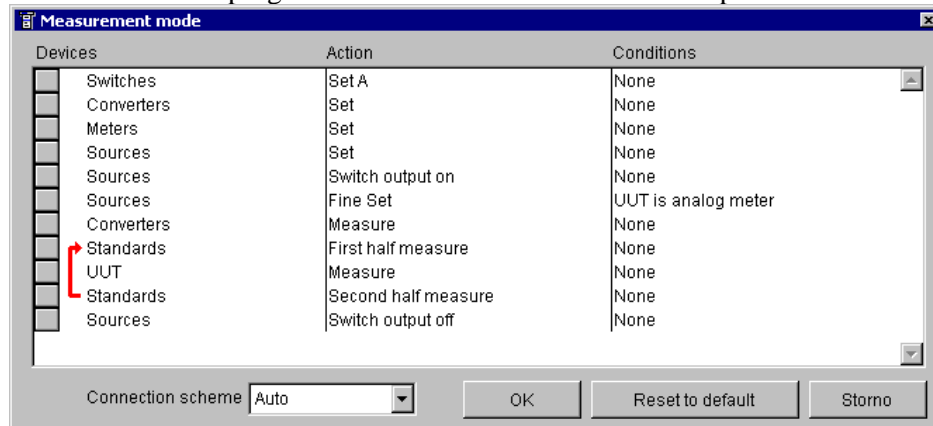 Measurement mode
Devices Action Conditions
Switches Set A None
Converters Set None
Meters Set None
Sources Set None
Sources Switch output on None
Sources Fine Set UUT is analog meter
Converters Measure None
Standards First half measure None
UUT Measure None
Standards Second half measure None
Sources Switch output off None
Connection scheme Auto OK Reset to default Storno